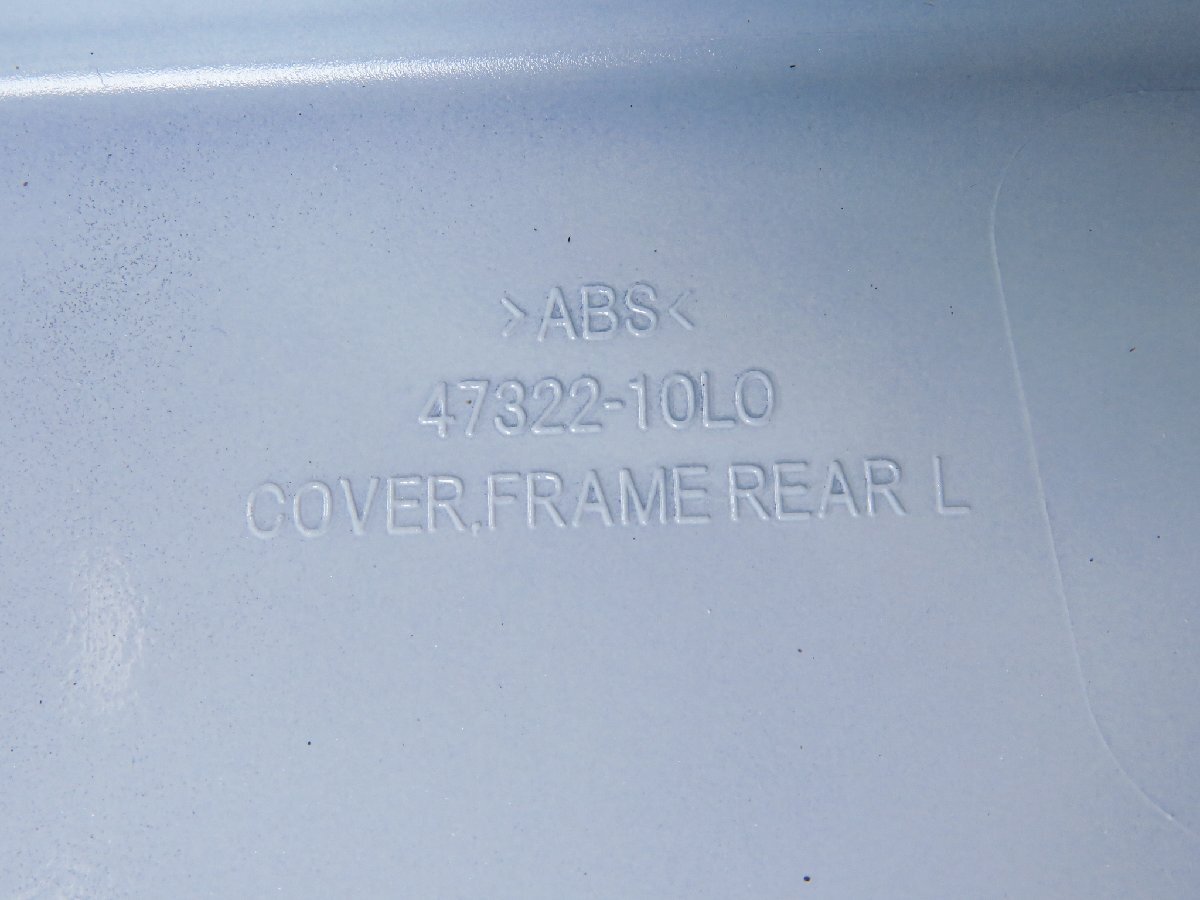 >ABS<
47322-10L0
COVER,FRAME REAR L